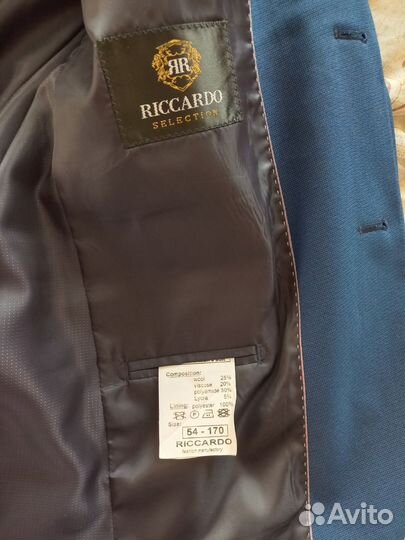 RR
RICCARDO
SELECTION
Composition:
wool 25%
viscose 20%
polyamide 50%
Lycra 5%
Lining: polyester 100%
Size:
54 - 170
RICCARDO
Avito